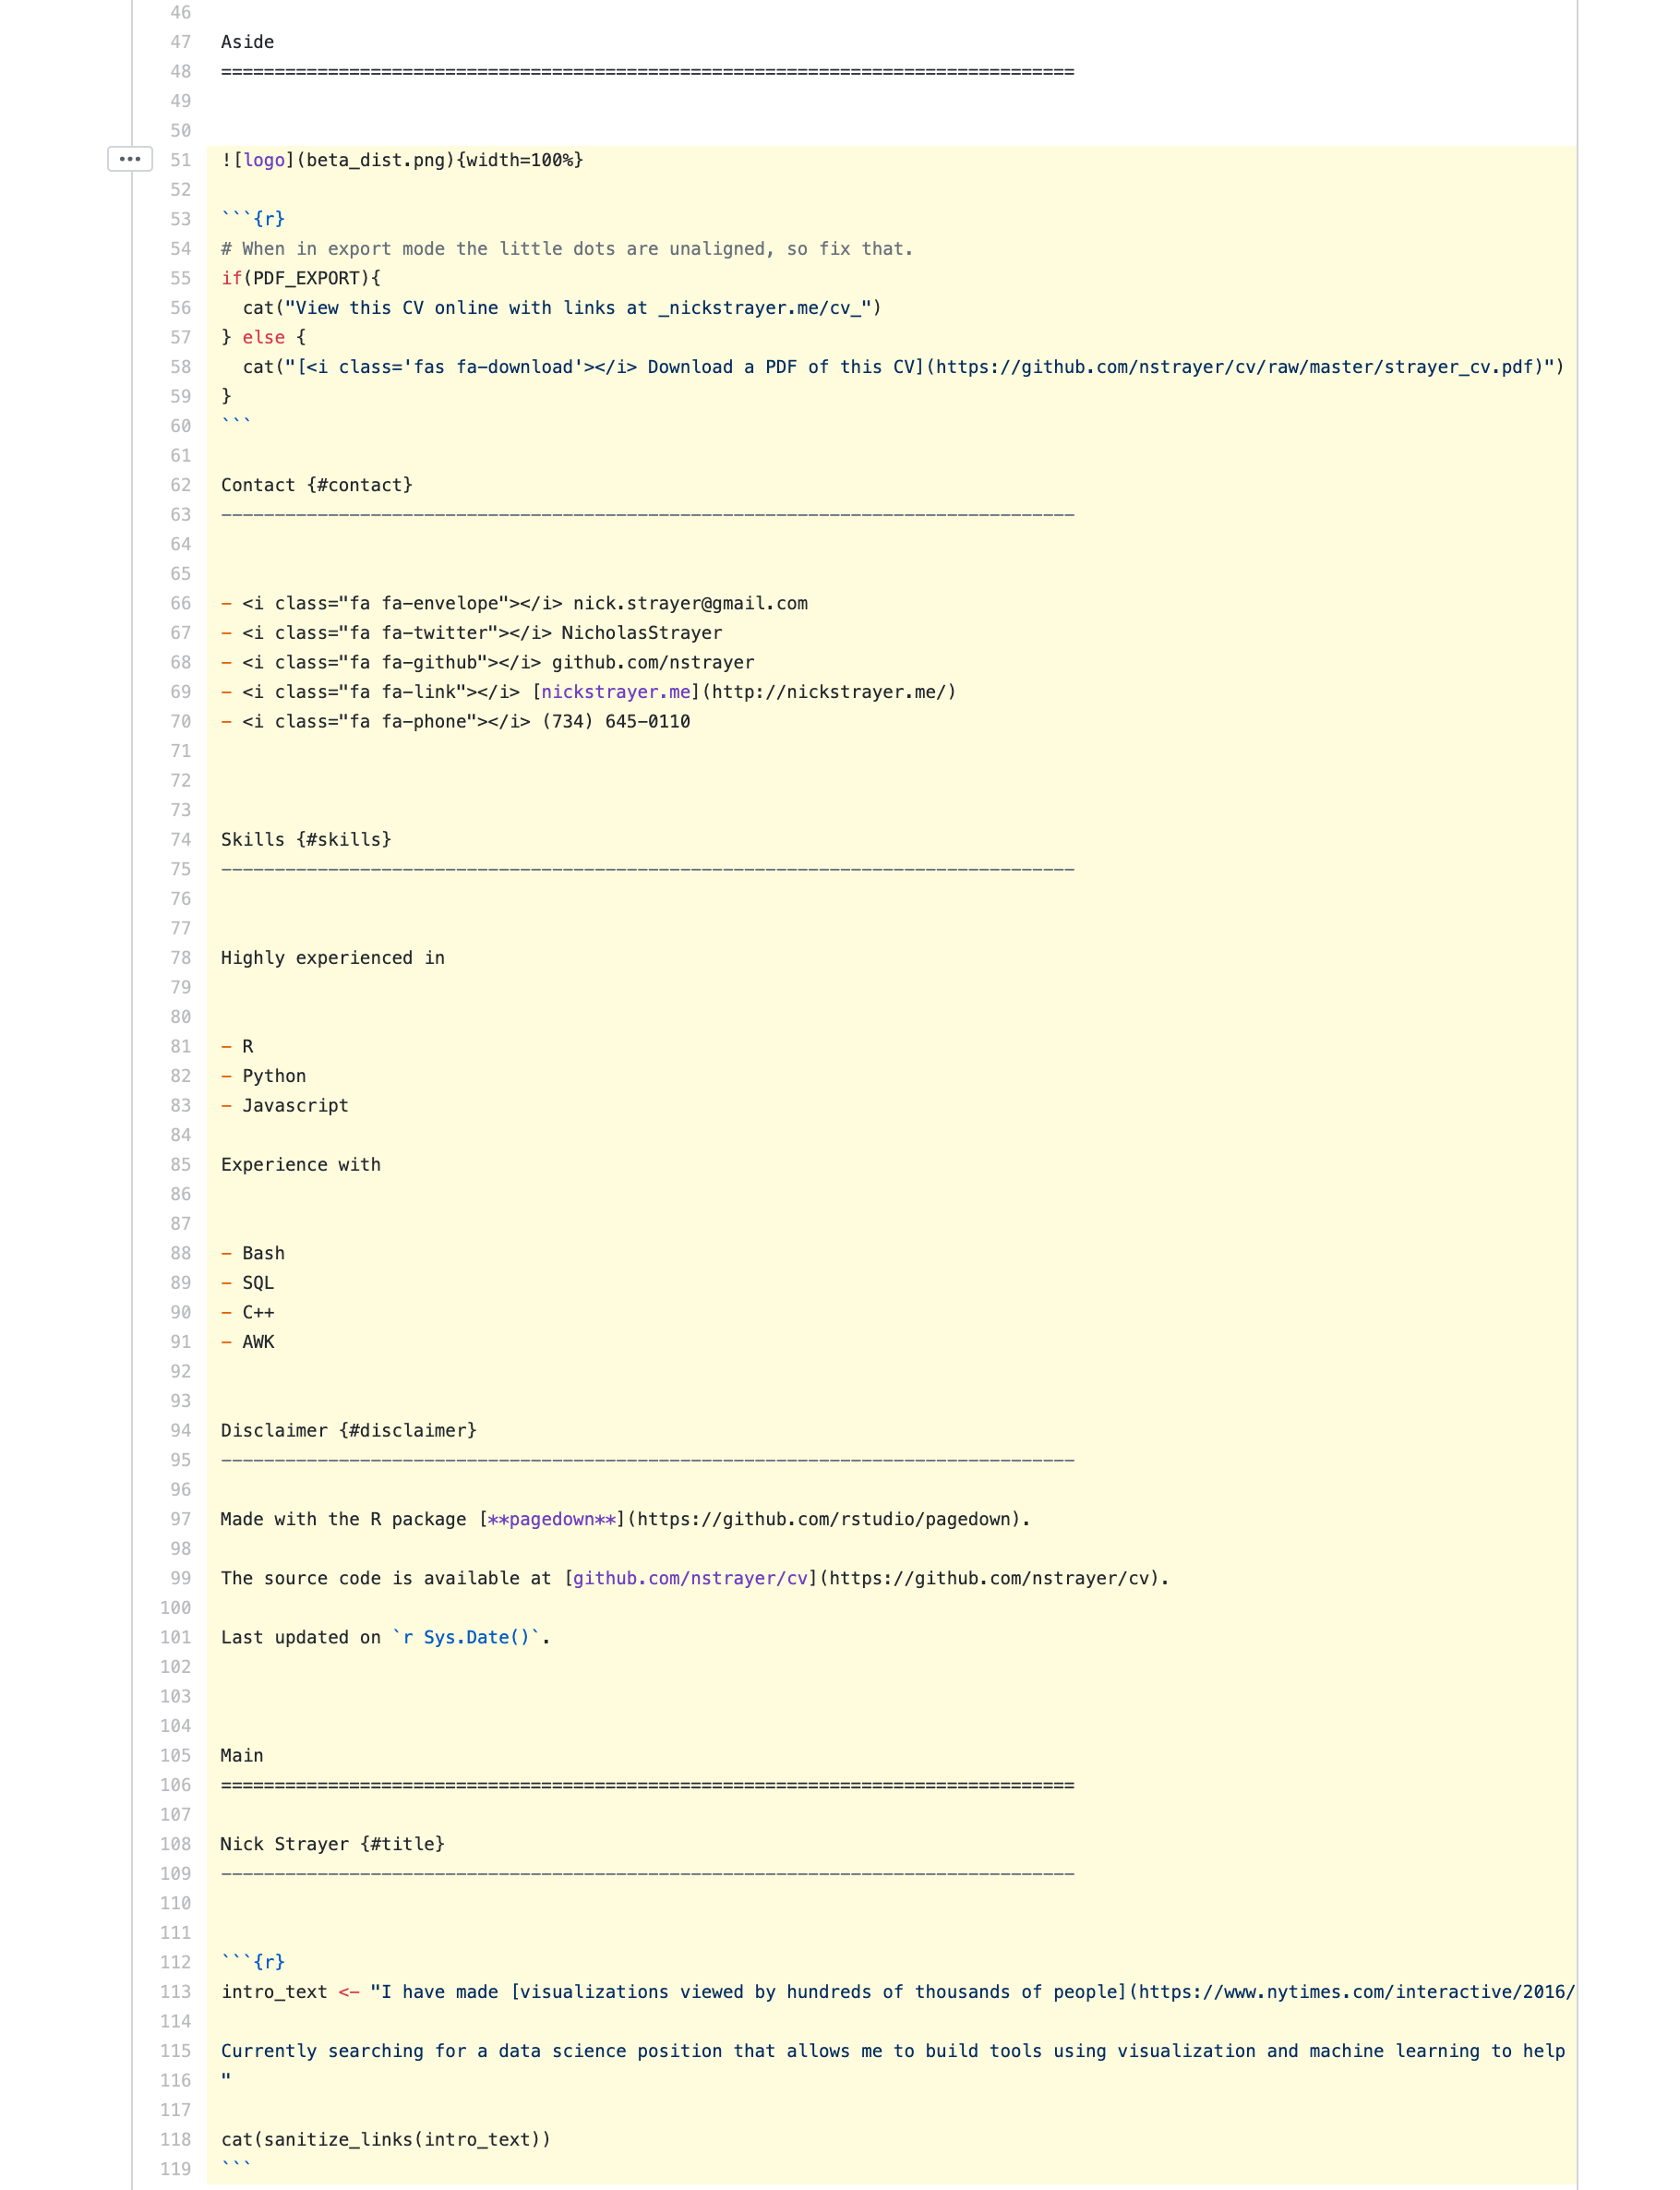 46
47 Aside
48 ================================================================================
49
50
51 ![logo](beta_dist.png){width=100%}
52
53 ```{r}
54 # When in export mode the little dots are unaligned, so fix that.
55 if(PDF_EXPORT){
56   cat("View this CV online with links at _nickstrayer.me/cv_")
57 } else {
58   cat("[<i class='fas fa-download'></i> Download a PDF of this CV](https://github.com/nstrayer/cv/raw/master/strayer_cv.pdf)")
59 }
60 ```
61
62 Contact {#contact}
63 --------------------------------------------------------------------------------
64
65
66 - <i class="fa fa-envelope"></i> nick.strayer@gmail.com
67 - <i class="fa fa-twitter"></i> NicholasStrayer
68 - <i class="fa fa-github"></i> github.com/nstrayer
69 - <i class="fa fa-link"></i> [nickstrayer.me](http://nickstrayer.me/)
70 - <i class="fa fa-phone"></i> (734) 645-0110
71
72
73
74 Skills {#skills}
75 --------------------------------------------------------------------------------
76
77
78 Highly experienced in
79
80
81 - R
82 - Python
83 - Javascript
84
85 Experience with
86
87
88 - Bash
89 - SQL
90 - C++
91 - AWK
92
93
94 Disclaimer {#disclaimer}
95 --------------------------------------------------------------------------------
96
97 Made with the R package [**pagedown**](https://github.com/rstudio/pagedown).
98
99 The source code is available at [github.com/nstrayer/cv](https://github.com/nstrayer/cv).
100
101 Last updated on `r Sys.Date()`.
102
103
104
105 Main
106 ================================================================================
107
108 Nick Strayer {#title}
109 --------------------------------------------------------------------------------
110
111
112 ```{r}
113 intro_text <- "I have made [visualizations viewed by hundreds of thousands of people](https://www.nytimes.com/interactive/2016/
114
115 Currently searching for a data science position that allows me to build tools using visualization and machine learning to help
116 "
117
118 cat(sanitize_links(intro_text))
119 ```